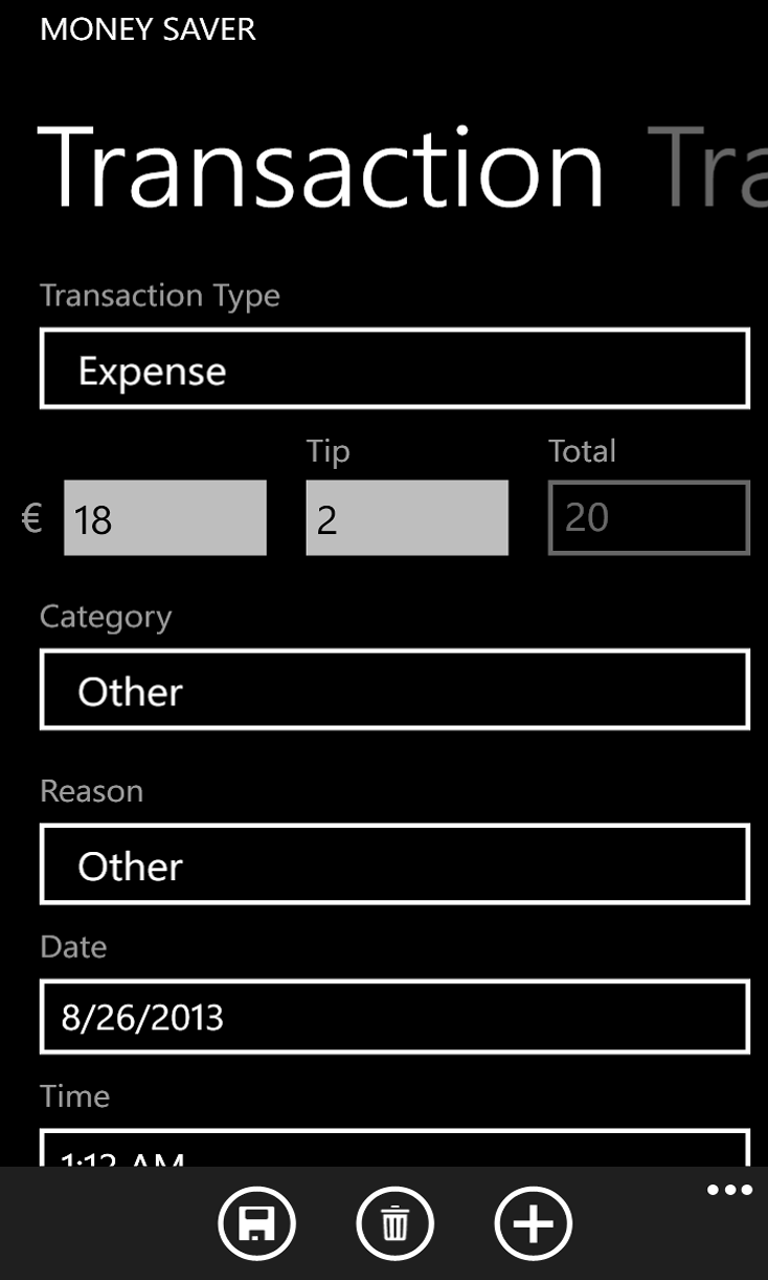 MONEY SAVER
Transaction Tra
Transaction Type
Expense
Tip Total
€ 18 2 20
Category
Other
Reason
Other
Date
8/26/2013
Time
1:12 AM